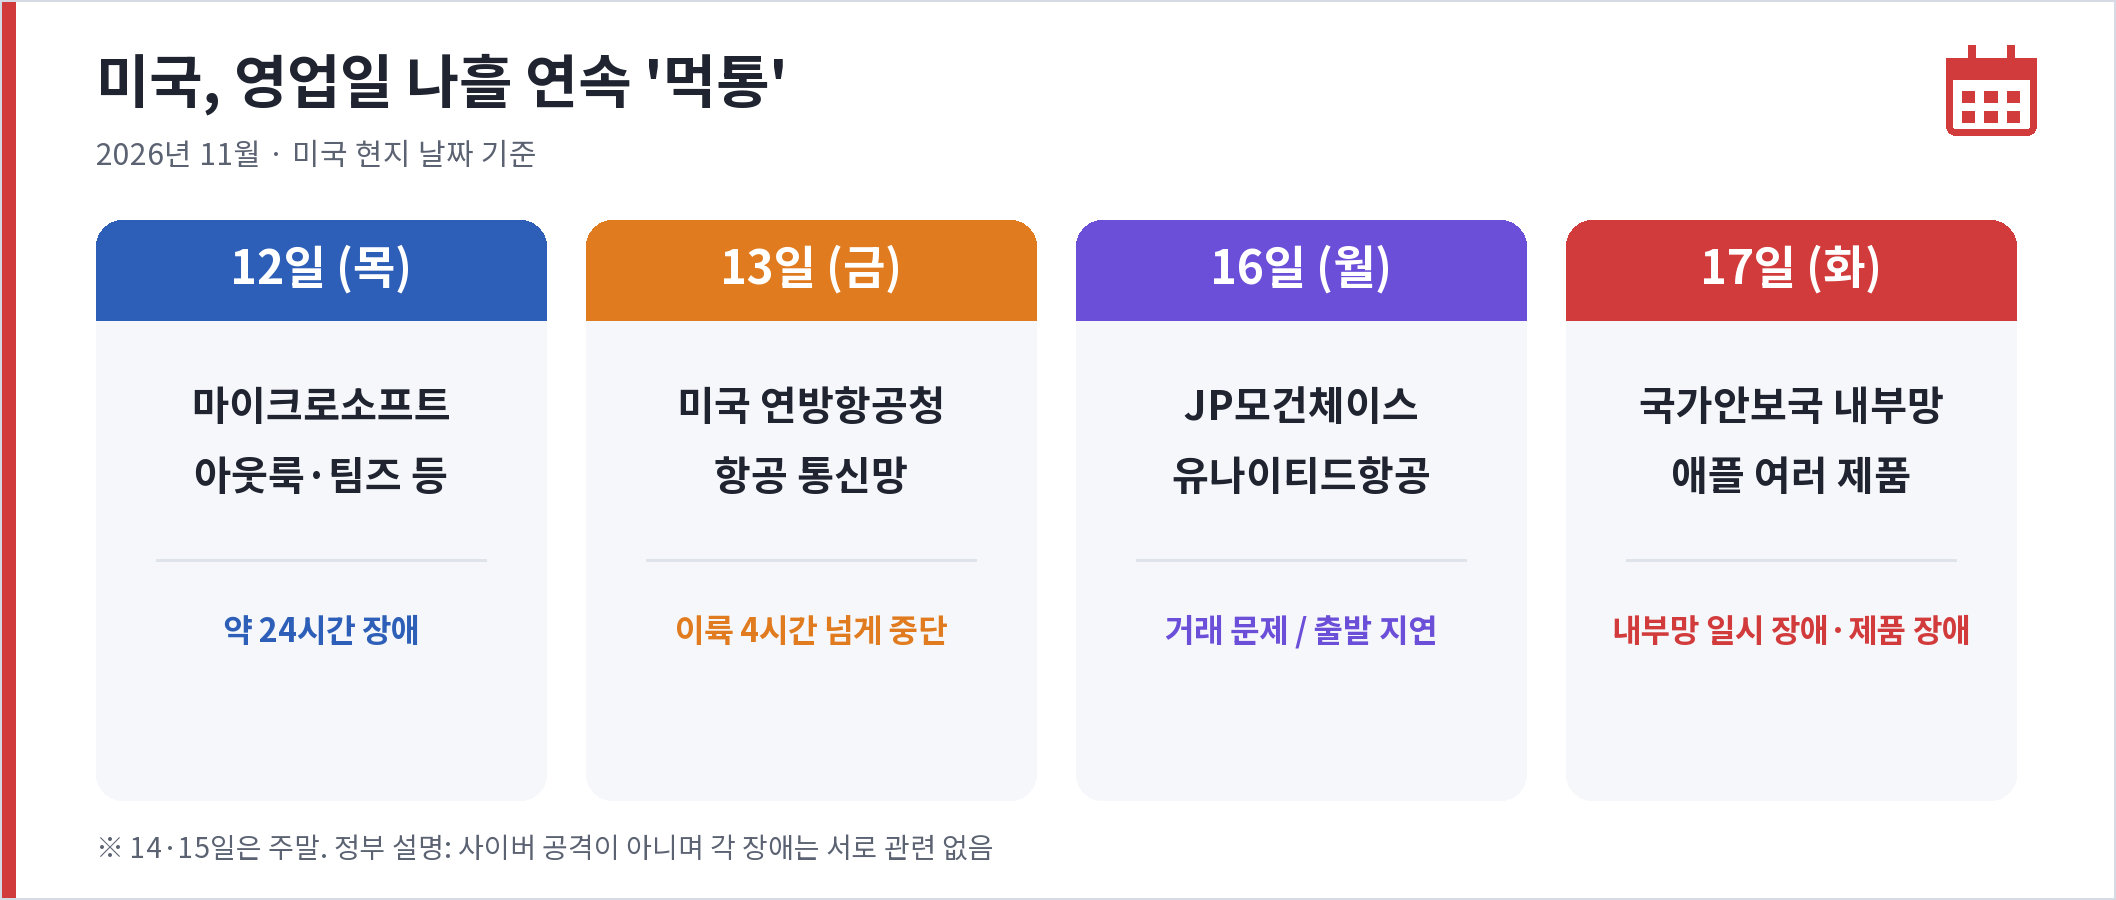 미국, 영업일 나흘 연속 '먹통'
2026년 11월 · 미국 현지 날짜 기준
12일 (목)
마이크로소프트
아웃룩·팀즈 등
약 24시간 장애
13일 (금)
미국 연방항공청
항공 통신망
이륙 4시간 넘게 중단
16일 (월)
JP모건체이스
유나이티드항공
거래 문제 / 출발 지연
17일 (화)
국가안보국 내부망
애플 여러 제품
내부망 일시 장애·제품 장애
※ 14·15일은 주말. 정부 설명: 사이버 공격이 아니며 각 장애는 서로 관련 없음